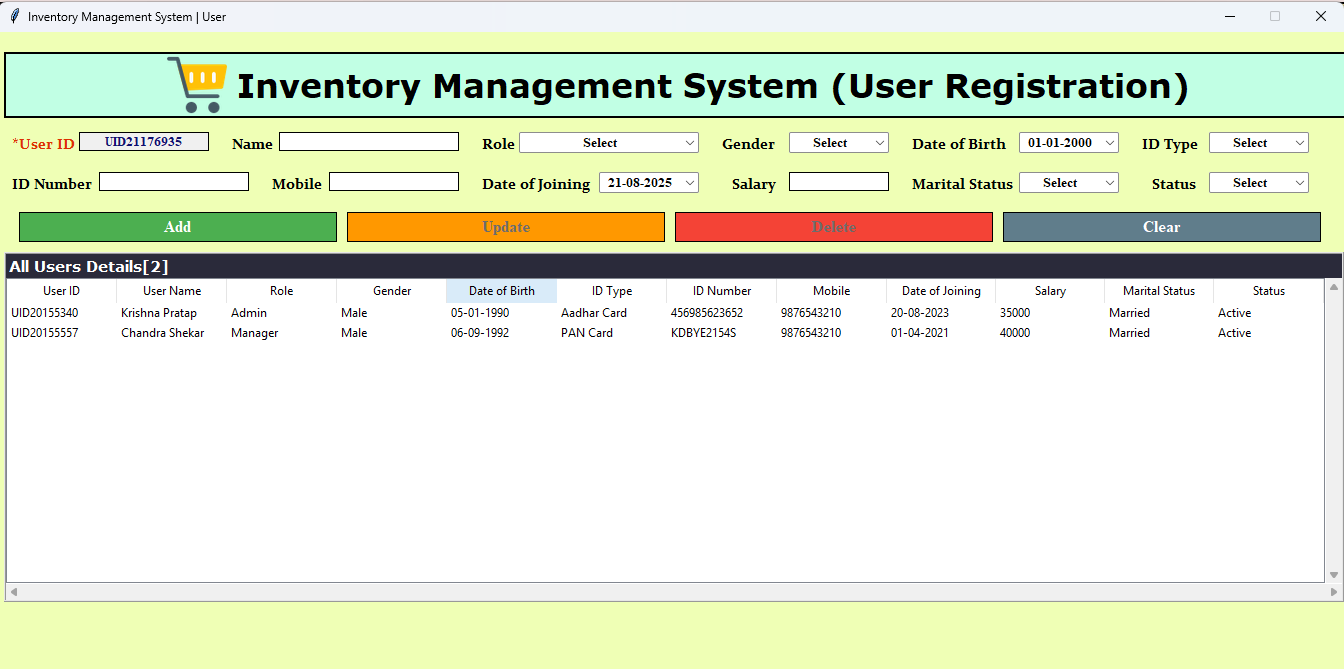 Inventory Management System | User
Inventory Management System (User Registration)
*User ID UID21176935 Name Role Select Gender Select Date of Birth 01-01-2000 ID Type Select
ID Number Mobile Date of Joining 21-08-2025 Salary Marital Status Select Status Select
Add Update Delete Clear
All Users Details[2]
User ID User Name Role Gender Date of Birth ID Type ID Number Mobile Date of Joining Salary Marital Status Status
UID20155340 Krishna Pratap Admin Male 05-01-1990 Aadhar Card 456985623652 9876543210 20-08-2023 35000 Married Active
UID20155557 Chandra Shekar Manager Male 06-09-1992 PAN Card KDBYE2154S 9876543210 01-04-2021 40000 Married Active